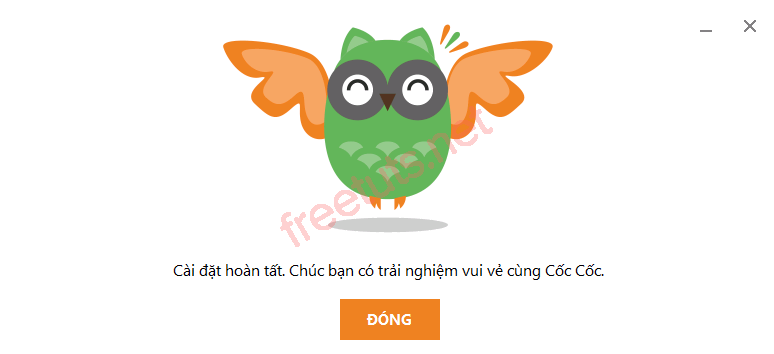 freetuts.net
Cài đặt hoàn tất. Chúc bạn có trải nghiệm vui vẻ cùng Cốc Cốc.
ĐÓNG